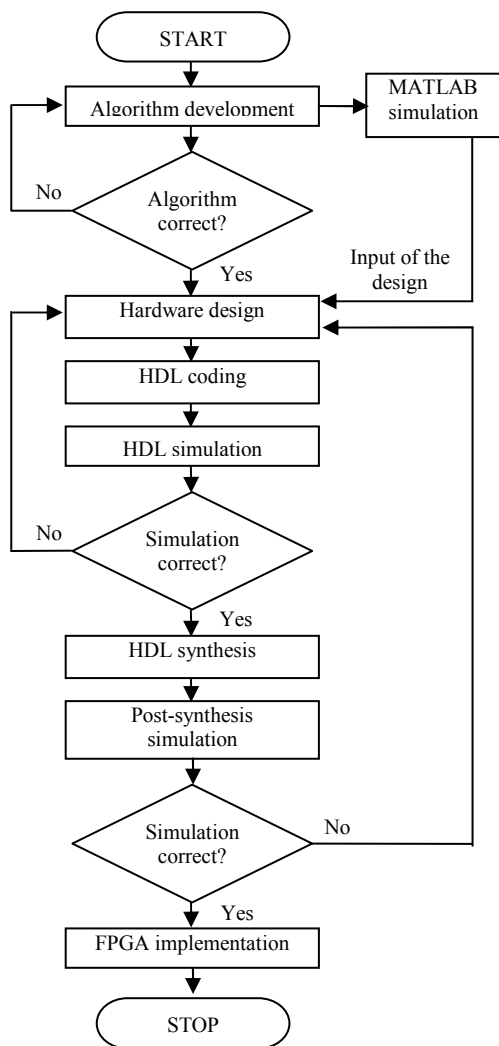 START
Algorithm development
MATLAB
simulation
No
Algorithm
correct?
Yes
Input of the
design
Hardware design
HDL coding
HDL simulation
No
Simulation
correct?
Yes
HDL synthesis
Post-synthesis
simulation
Simulation
correct?
No
Yes
FPGA implementation
STOP